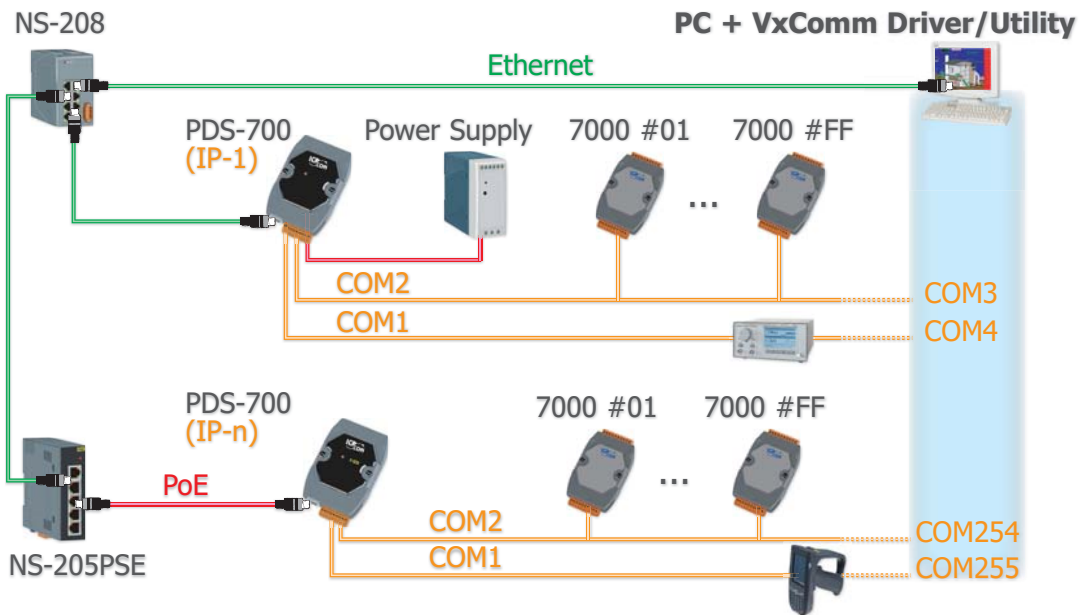 NS-208
PC + VxComm Driver/Utility
Ethernet
PDS-700
(IP-1)
Power Supply
7000 #01
7000 #FF
...
COM2
COM3
COM1
COM4
PDS-700
(IP-n)
7000 #01
7000 #FF
...
PoE
COM2
COM254
COM1
COM255
NS-205PSE